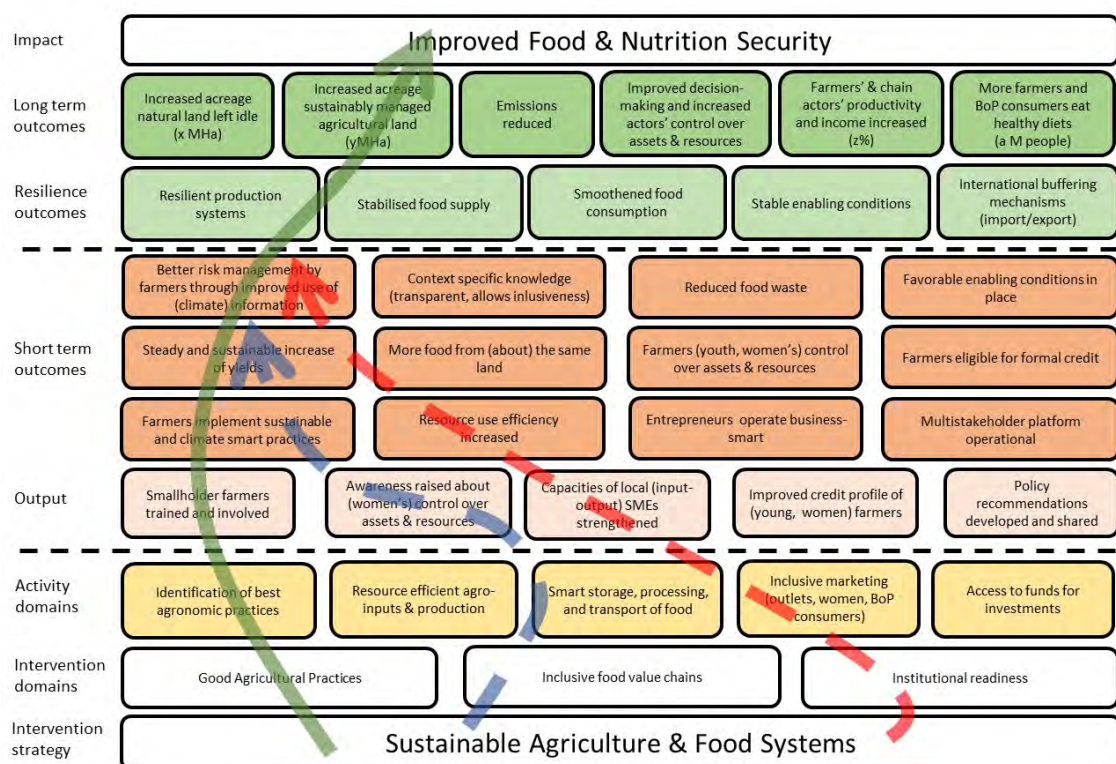 Impact
Improved Food & Nutrition Security
Long term
outcomes
Increased acreage
natural land left idle
(x MHa)
Increased acreage
sustainably managed
agricultural land
(yMHa)
Emissions
reduced
Improved decision-
making and increased
actors' control over
assets & resources
Farmers' & chain
actors' productivity
and income increased
(z%)
More farmers and
BoP consumers eat
healthy diets
(a M people)
Resilience
outcomes
Resilient production
systems
Stabilised food supply
Smoothened food
consumption
Stable enabling conditions
International buffering
mechanisms
(import/export)
Better risk management by
farmers through improved use of
(climate) information
Context specific knowledge
(transparent, allows inlusiveness)
Reduced food waste
Favorable enabling conditions in
place
Short term
outcomes
Steady and sustainable increase
of yields
More food from (about) the same
land
Farmers (youth, women's) control
over assets & resources
Farmers eligible for formal credit
Farmers implement sustainable
and climate smart practices
Resource use efficiency
increased
Entrepreneurs operate business-
smart
Multistakeholder platform
operational
Output
Smallholder farmers
trained and involved
Awareness raised about
(women's) control over
assets & resources
Capacities of local (input-
output) SMEs
strengthened
Improved credit profile of
(young, women) farmers
Policy
recommendations
developed and shared
Activity
domains
Identification of best
agronomic practices
Resource efficient agro-
inputs & production
Smart storage, processing,
and transport of food
Inclusive marketing
(outlets, women, BoP
consumers)
Access to funds for
investments
Intervention
domains
Good Agricultural Practices
Inclusive food value chains
Institutional readiness
Intervention
strategy
Sustainable Agriculture & Food Systems